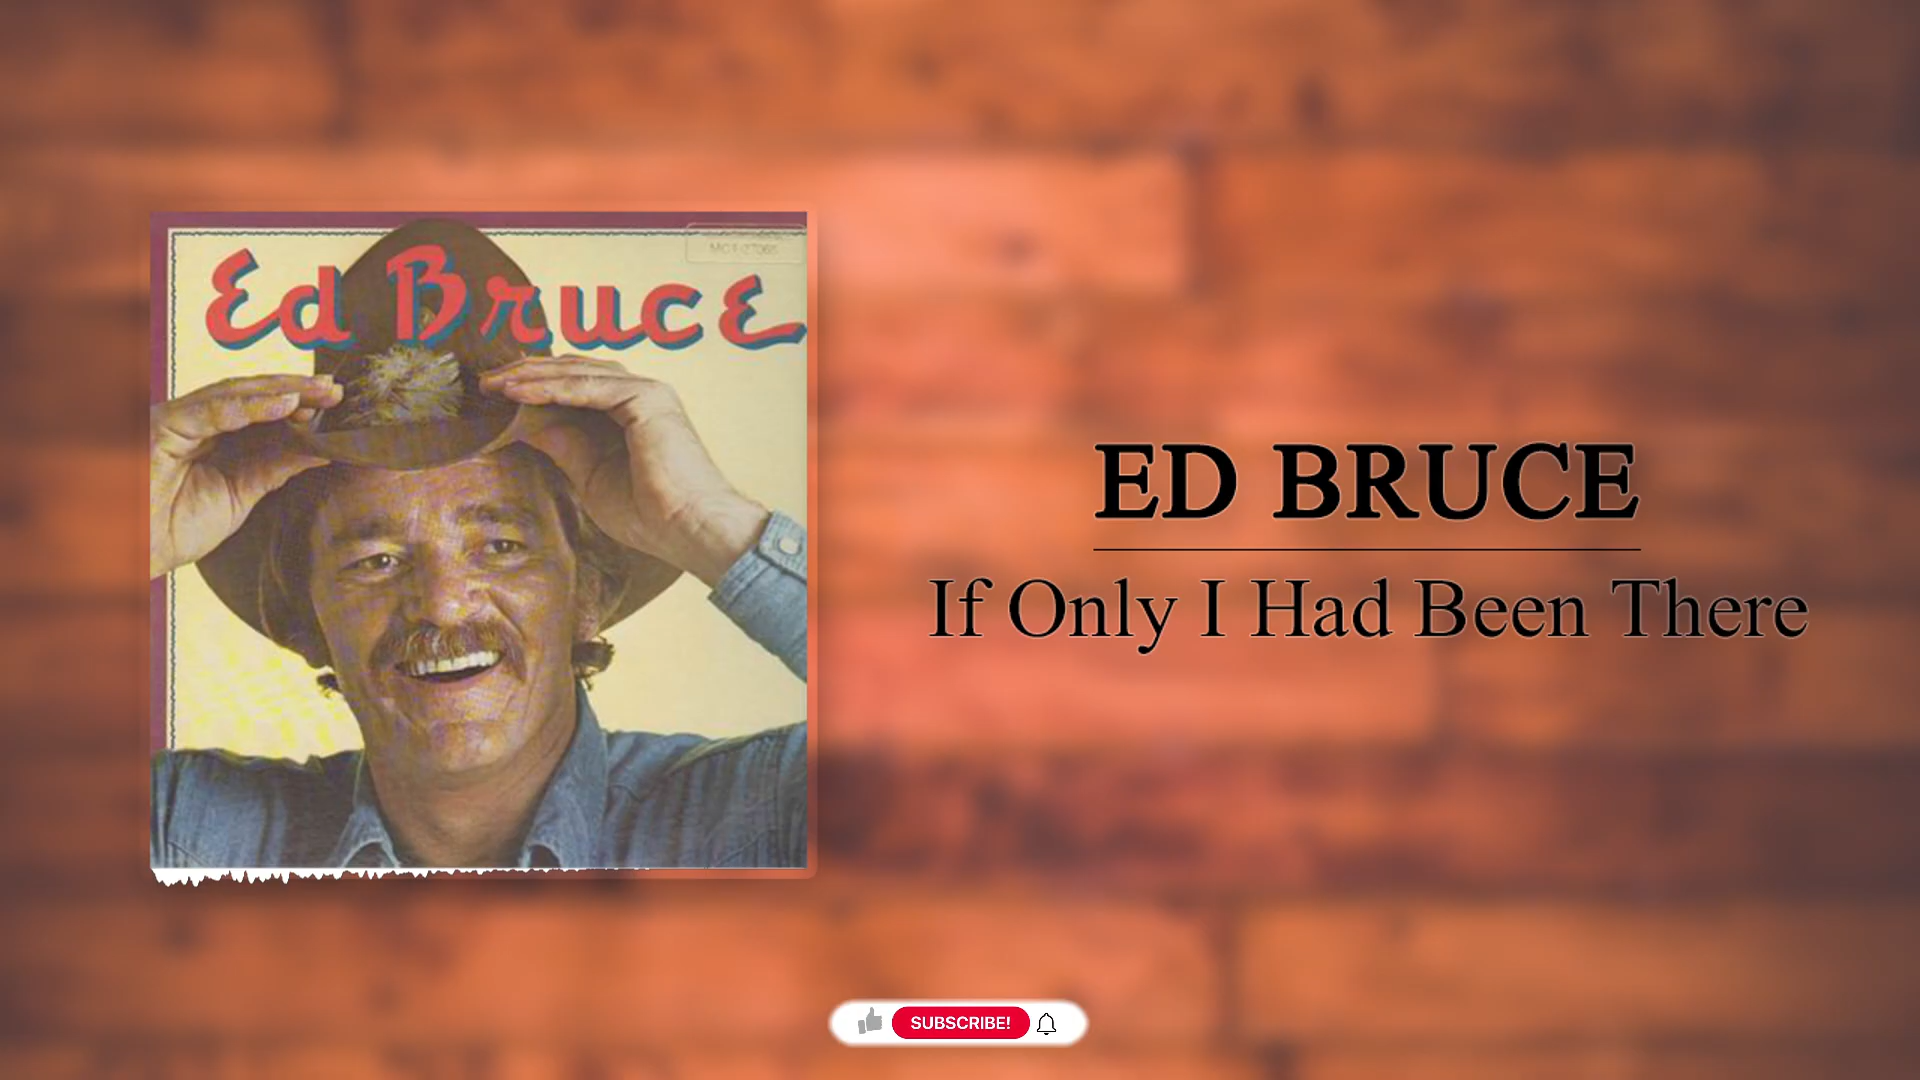 Ed Bruce
ED BRUCE
If Only I Had Been There
SUBSCRIBE!